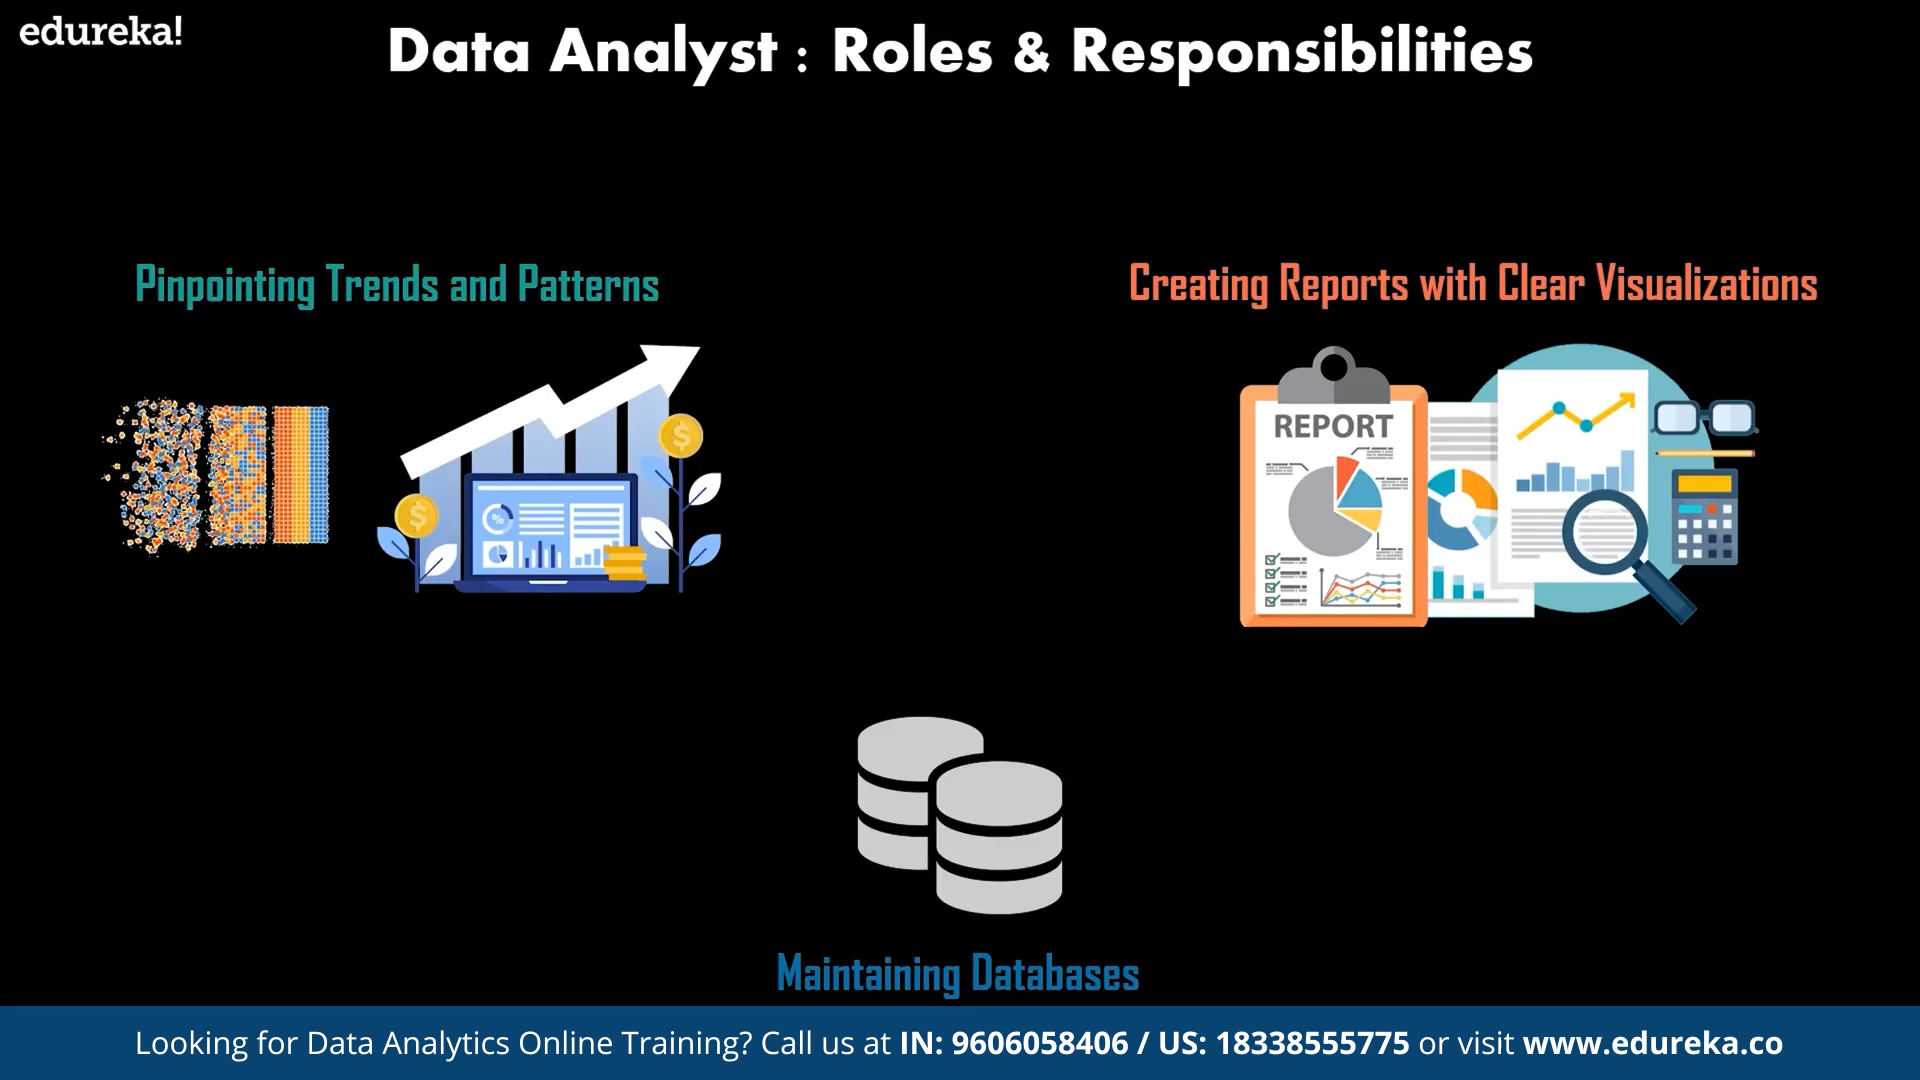 edureka!
Data Analyst : Roles & Responsibilities
Pinpointing Trends and Patterns
Creating Reports with Clear Visualizations
REPORT
$
$
%
Maintaining Databases
Looking for Data Analytics Online Training? Call us at IN: 9606058406 / US: 18338555775 or visit www.edureka.co